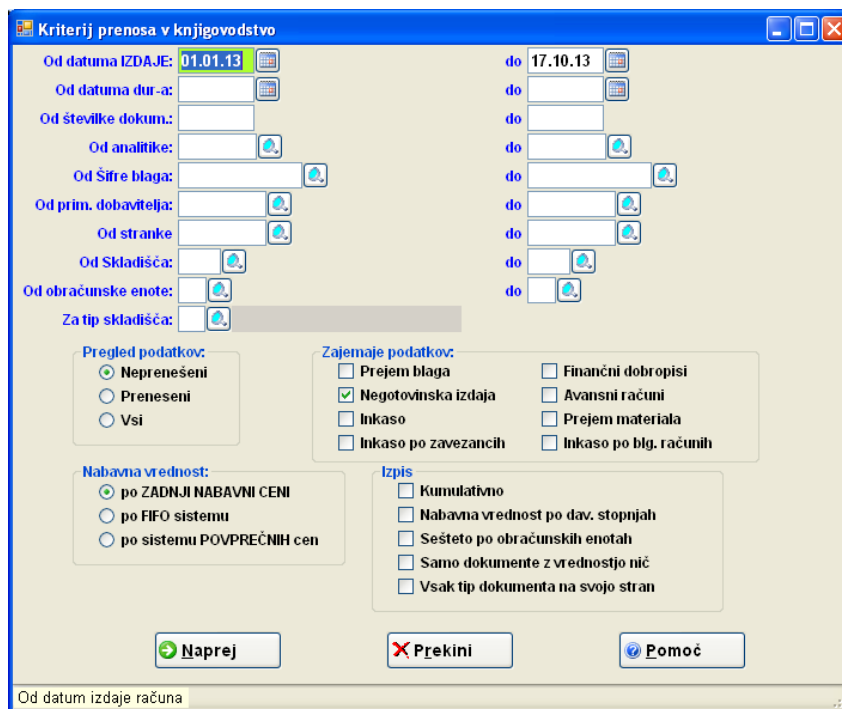 Kriterij prenosa v knjigovodstvo
Od datuma IZDAJE: 01.01.13 do 17.10.13
Od datuma dur-a: do
Od številke dokum.: do
Od analitike: do
Od Šifre blaga: do
Od prim. dobavitelja: do
Od stranke do
Od Skladišča: do
Od obračunske enote: do
Za tip skladišča:
Pregled podatkov:
Neprenešeni
Preneseni
Vsi
Zajemaje podatkov:
Prejem blaga Finančni dobropisi
Negotovinska izdaja Avansni računi
Inkaso Prejem materiala
Inkaso po zavezancih Inkaso po blg. računih
Nabavna vrednost:
po ZADNJI NABAVNI CENI
po FIFO sistemu
po sistemu POVPREČNIH cen
Izpis
Kumulativno
Nabavna vrednost po dav. stopnjah
Sešteto po obračunskih enotah
Samo dokumente z vrednostjo nič
Vsak tip dokumenta na svojo stran
Naprej Prekini Pomoč
Od datum izdaje računa